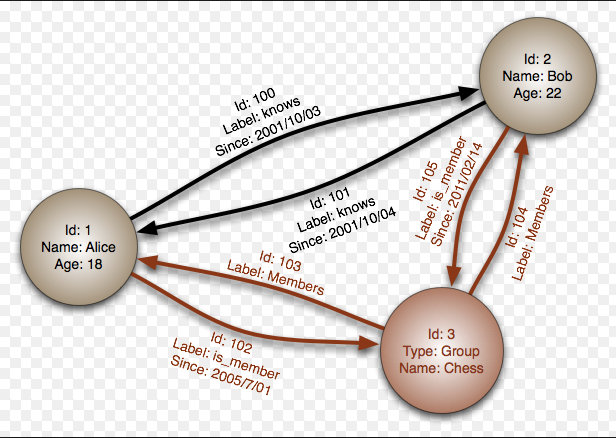 Id: 2
Name: Bob
Age: 22
Id: 100
Label: knows
Since: 2001/10/03
Id: 101
Label: knows
Since: 2001/10/04
Id: 105
Label: is_member
Since: 2011/02/14
Id: 104
Label: Members
Id: 1
Name: Alice
Age: 18
Id: 103
Label: Members
Id: 102
Label: is_member
Since: 2005/7/01
Id: 3
Type: Group
Name: Chess